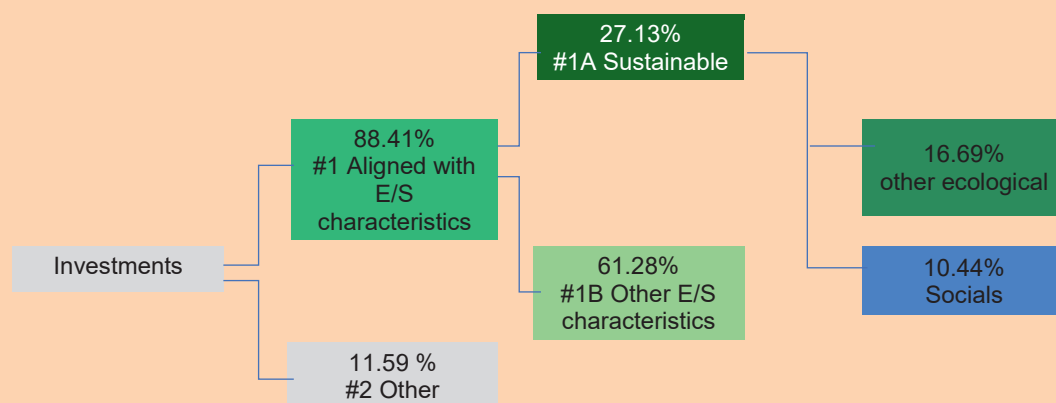 27.13%
#1A Sustainable
88.41%
#1 Aligned with
E/S
characteristics
16.69%
other ecological
Investments
61.28%
#1B Other E/S
characteristics
10.44%
Socials
11.59 %
#2 Other